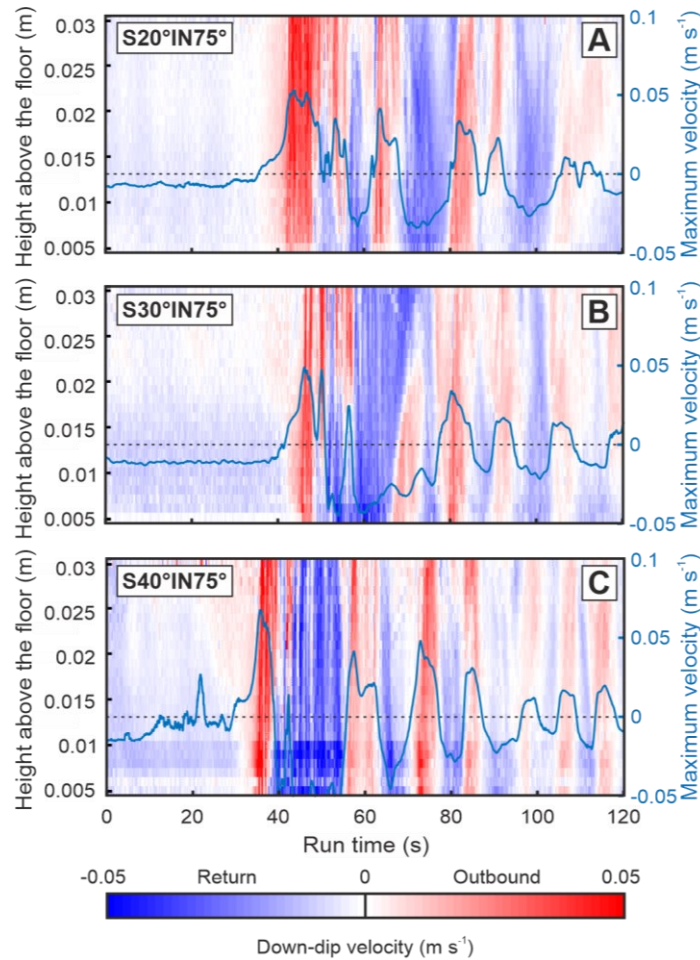 S20°IN75°
A
Height above the floor (m)
0.03
0.025
0.02
0.015
0.01
0.005
0.1
0.05
0
-0.05
Maximum velocity (m s-1)
S30°IN75°
B
Height above the floor (m)
0.03
0.025
0.02
0.015
0.01
0.005
0.1
0.05
0
-0.05
Maximum velocity (m s-1)
S40°IN75°
C
Height above the floor (m)
0.03
0.025
0.02
0.015
0.01
0.005
0.1
0.05
0
-0.05
Maximum velocity (m s-1)
0 20 40 60 80 100 120
Run time (s)
-0.05 Return 0 Outbound 0.05
Down-dip velocity (m s-1)